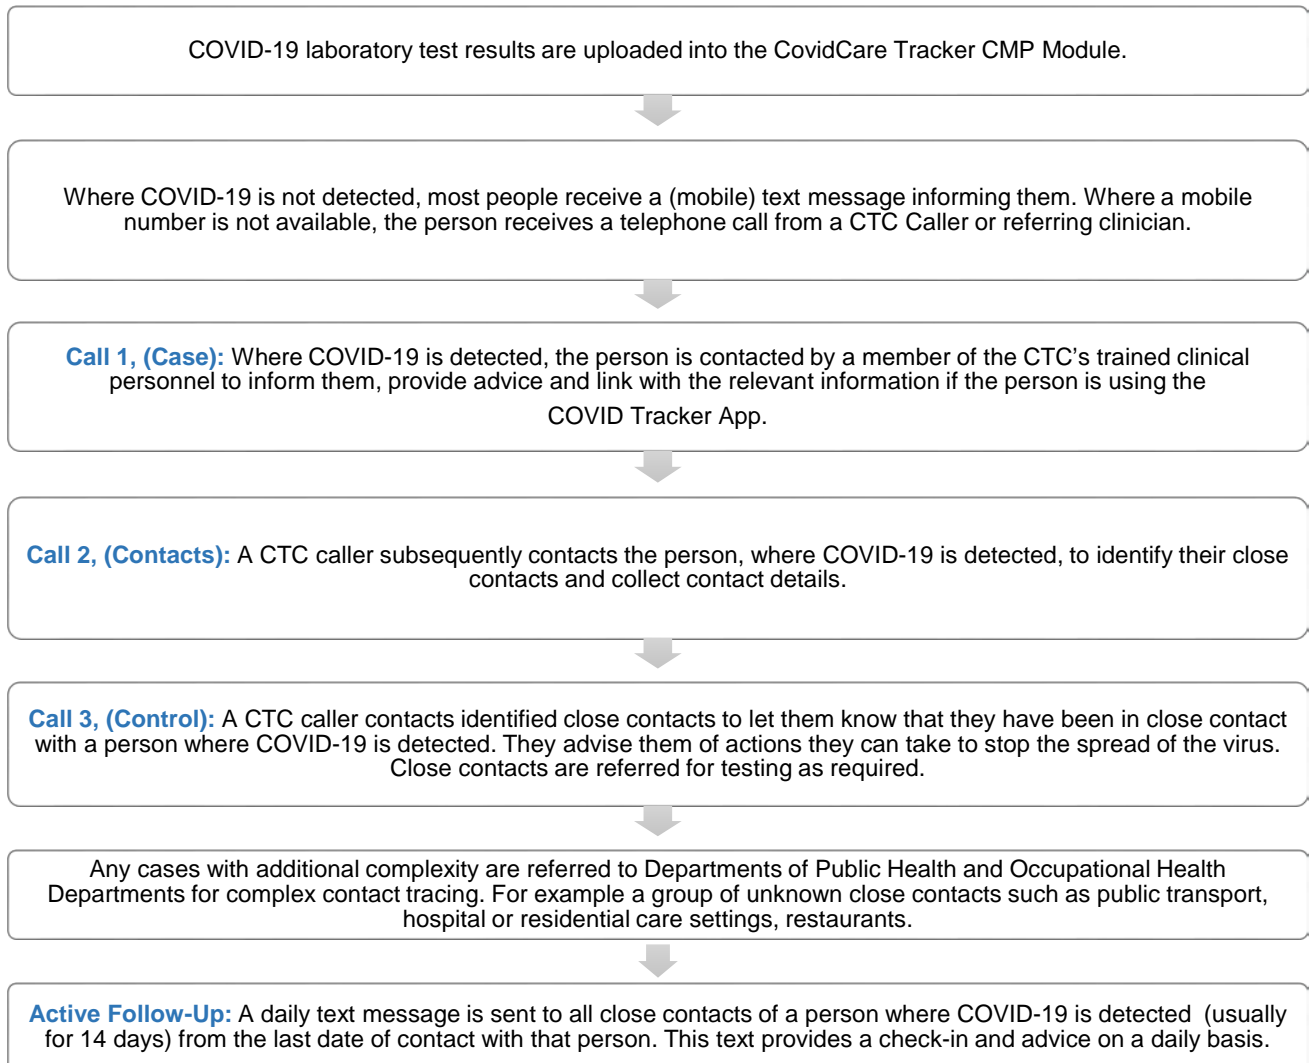 COVID-19 laboratory test results are uploaded into the CovidCare Tracker CMP Module.
Where COVID-19 is not detected, most people receive a (mobile) text message informing them. Where a mobile
number is not available, the person receives a telephone call from a CTC Caller or referring clinician.
Call 1, (Case): Where COVID-19 is detected, the person is contacted by a member of the CTC’s trained clinical
personnel to inform them, provide advice and link with the relevant information if the person is using the
COVID Tracker App.
Call 2, (Contacts): A CTC caller subsequently contacts the person, where COVID-19 is detected, to identify their close
contacts and collect contact details.
Call 3, (Control): A CTC caller contacts identified close contacts to let them know that they have been in close contact
with a person where COVID-19 is detected. They advise them of actions they can take to stop the spread of the virus.
Close contacts are referred for testing as required.
Any cases with additional complexity are referred to Departments of Public Health and Occupational Health
Departments for complex contact tracing. For example a group of unknown close contacts such as public transport,
hospital or residential care settings, restaurants.
Active Follow-Up: A daily text message is sent to all close contacts of a person where COVID-19 is detected (usually
for 14 days) from the last date of contact with that person. This text provides a check-in and advice on a daily basis.